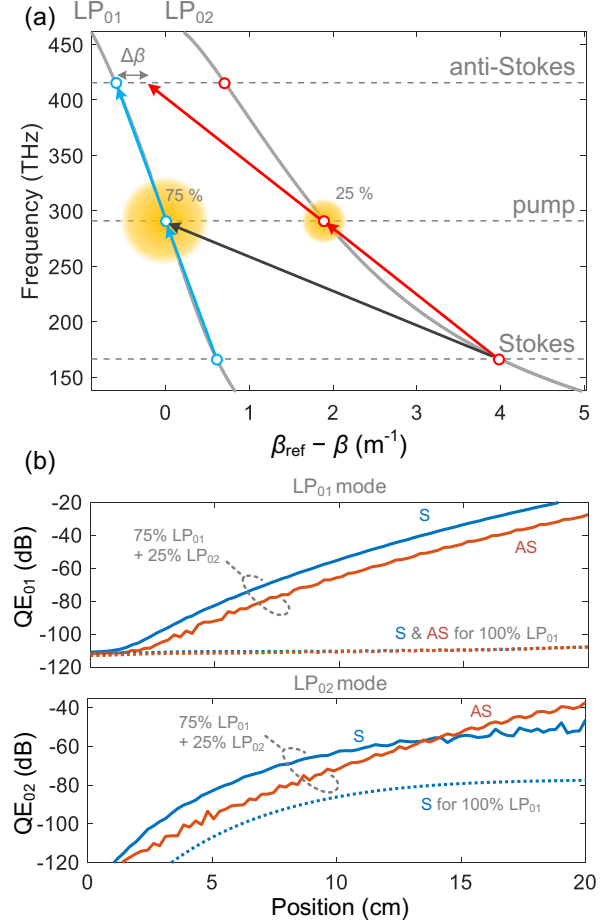 (a)
LP01 LP02
Δβ
anti-Stokes
75 %
25 %
pump
Stokes
450
400
350
300
250
200
150
Frequency (THz)
0 1 2 3 4 5
βref − β (m-1)
(b)
LP01 mode
-20
-40
-60
-80
-100
-120
QE01 (dB)
75% LP01
+ 25% LP02
S
AS
S & AS for 100% LP01
LP02 mode
-40
-60
-80
-100
-120
QE02 (dB)
75% LP01
+ 25% LP02
S
AS
S for 100% LP01
0 5 10 15 20
Position (cm)